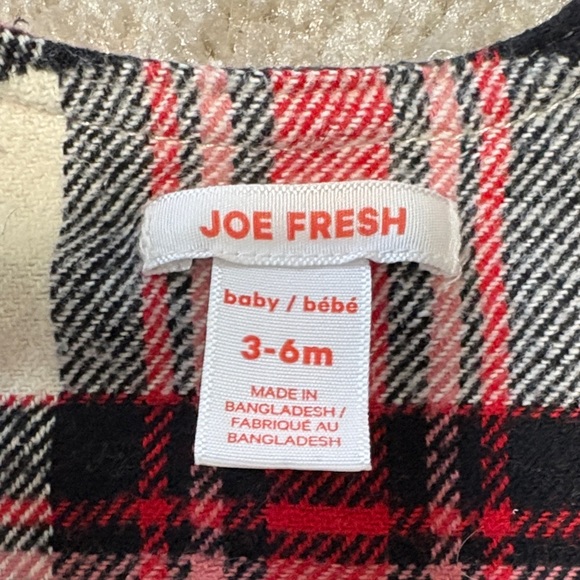 JOE FRESH
baby / bébé
3-6m
MADE IN
BANGLADESH /
FABRIQUÉ AU
BANGLADESH